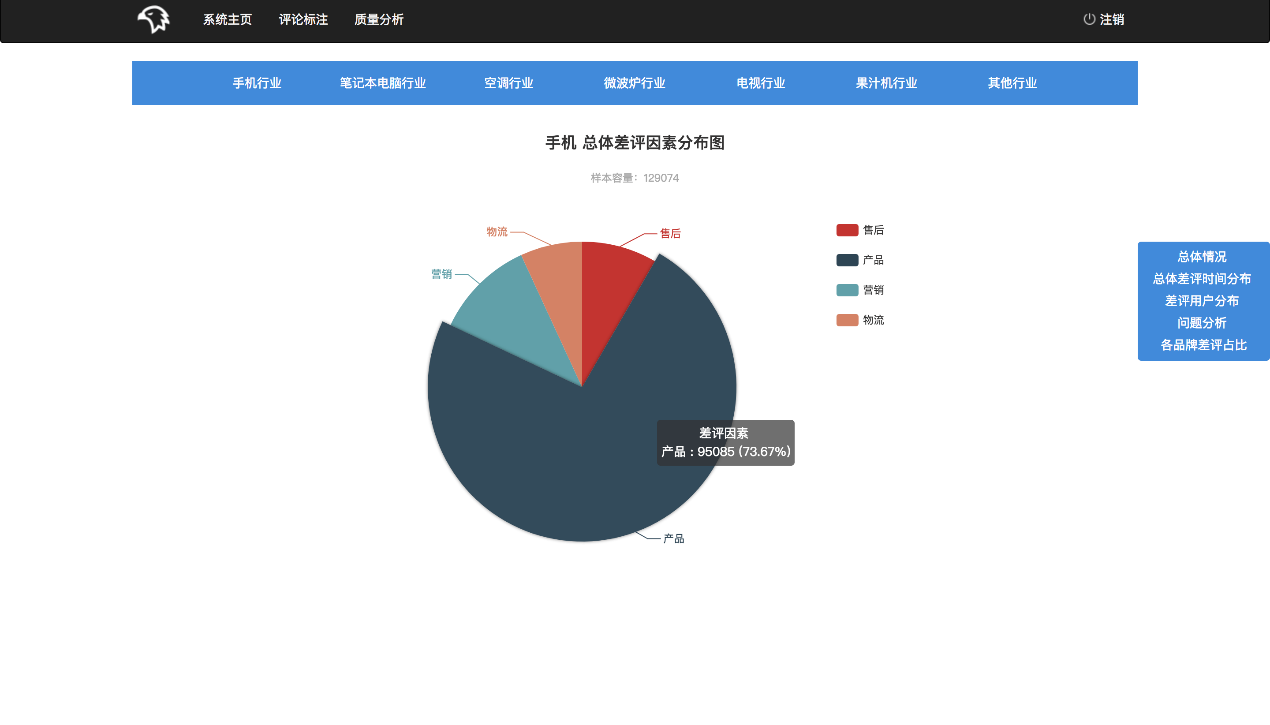 系统主页 评论标注 质量分析 注销
手机行业 笔记本电脑行业 空调行业 微波炉行业 电视行业 果汁机行业 其他行业
手机 总体差评因素分布图
样本容量：129074
物流
售后
营销
产品
售后
产品
营销
物流
差评因素
产品 : 95085 (73.67%)
总体情况
总体差评时间分布
差评用户分布
问题分析
各品牌差评占比